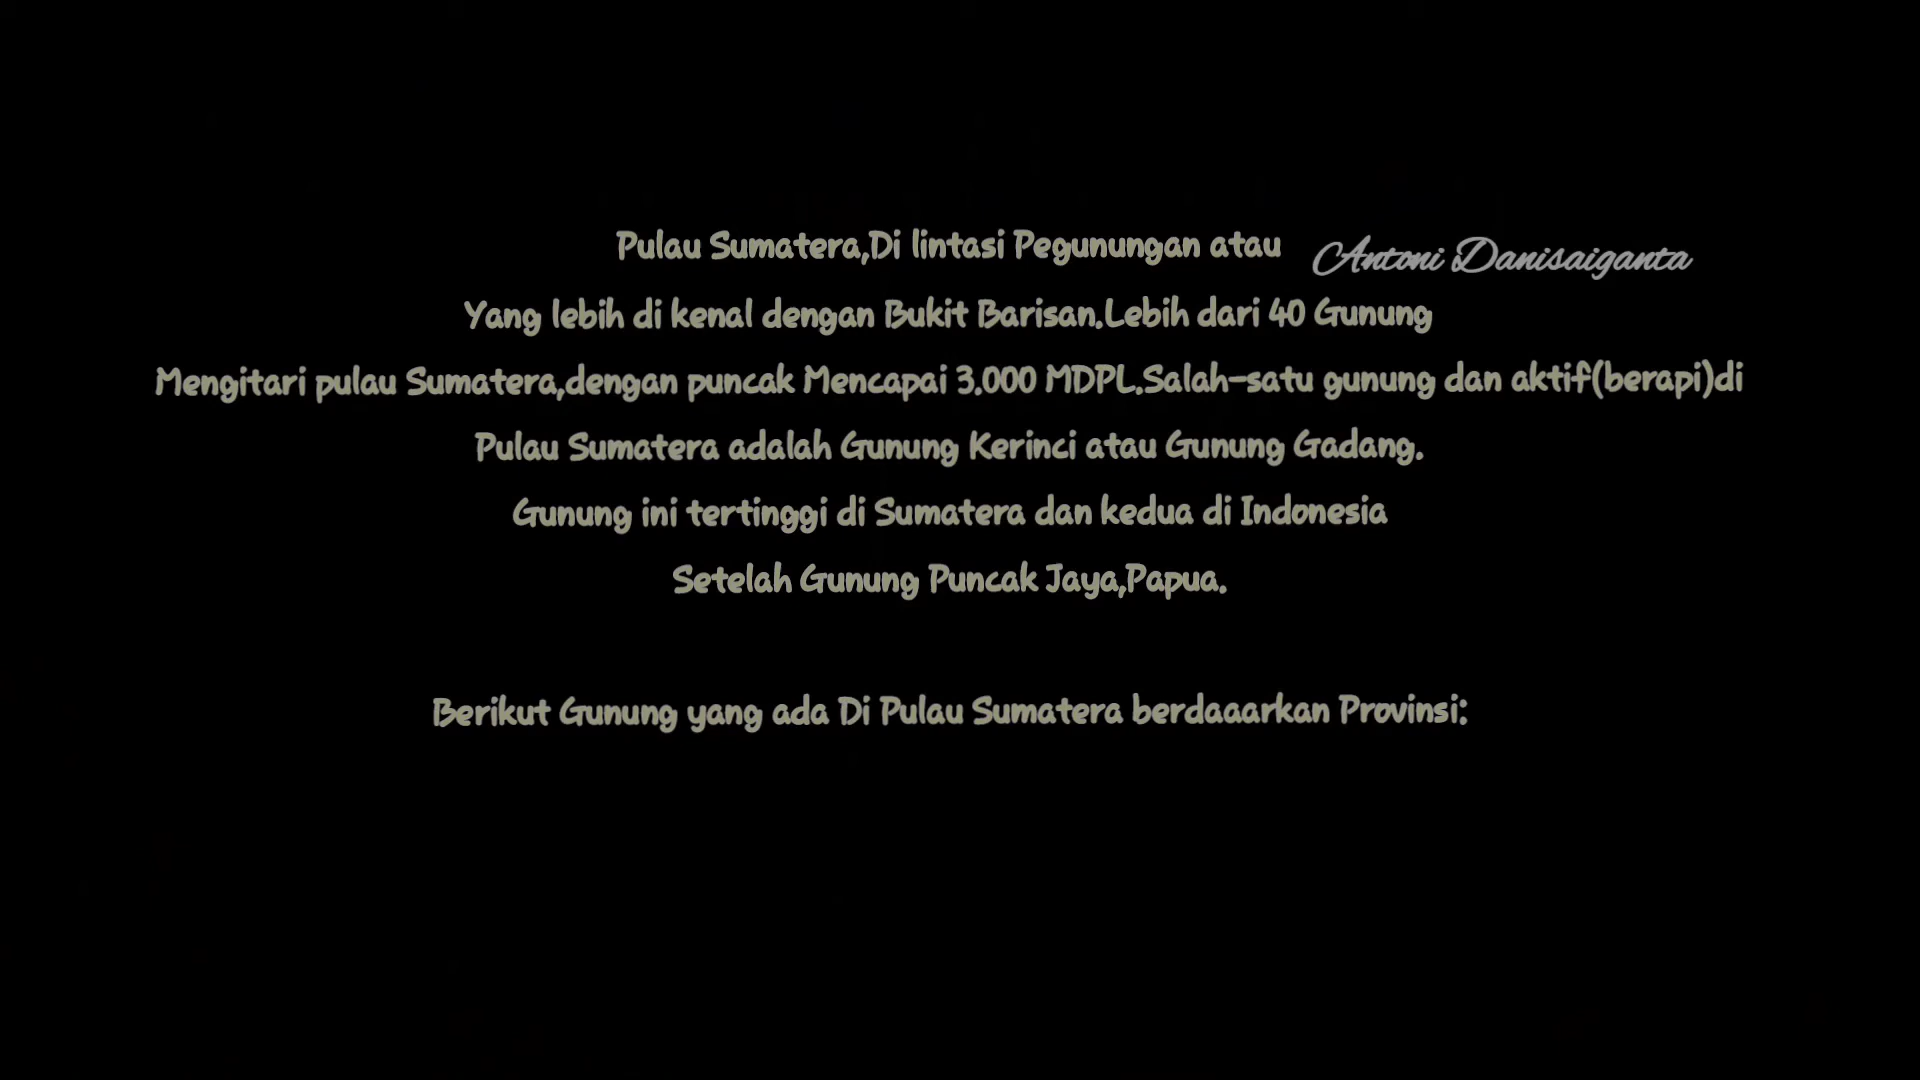 Pulau Sumatera,Di lintasi Pegunungan atau
Antoni Danisaiganta
Yang lebih di kenal dengan Bukit Barisan.Lebih dari 40 Gunung
Mengitari pulau Sumatera,dengan puncak Mencapai 3.000 MDPL.Salah-satu gunung dan aktif(berapi)di
Pulau Sumatera adalah Gunung Kerinci atau Gunung Gadang.
Gunung ini tertinggi di Sumatera dan kedua di Indonesia
Setelah Gunung Puncak Jaya,Papua.
Berikut Gunung yang ada Di Pulau Sumatera berdaaarkan Provinsi: